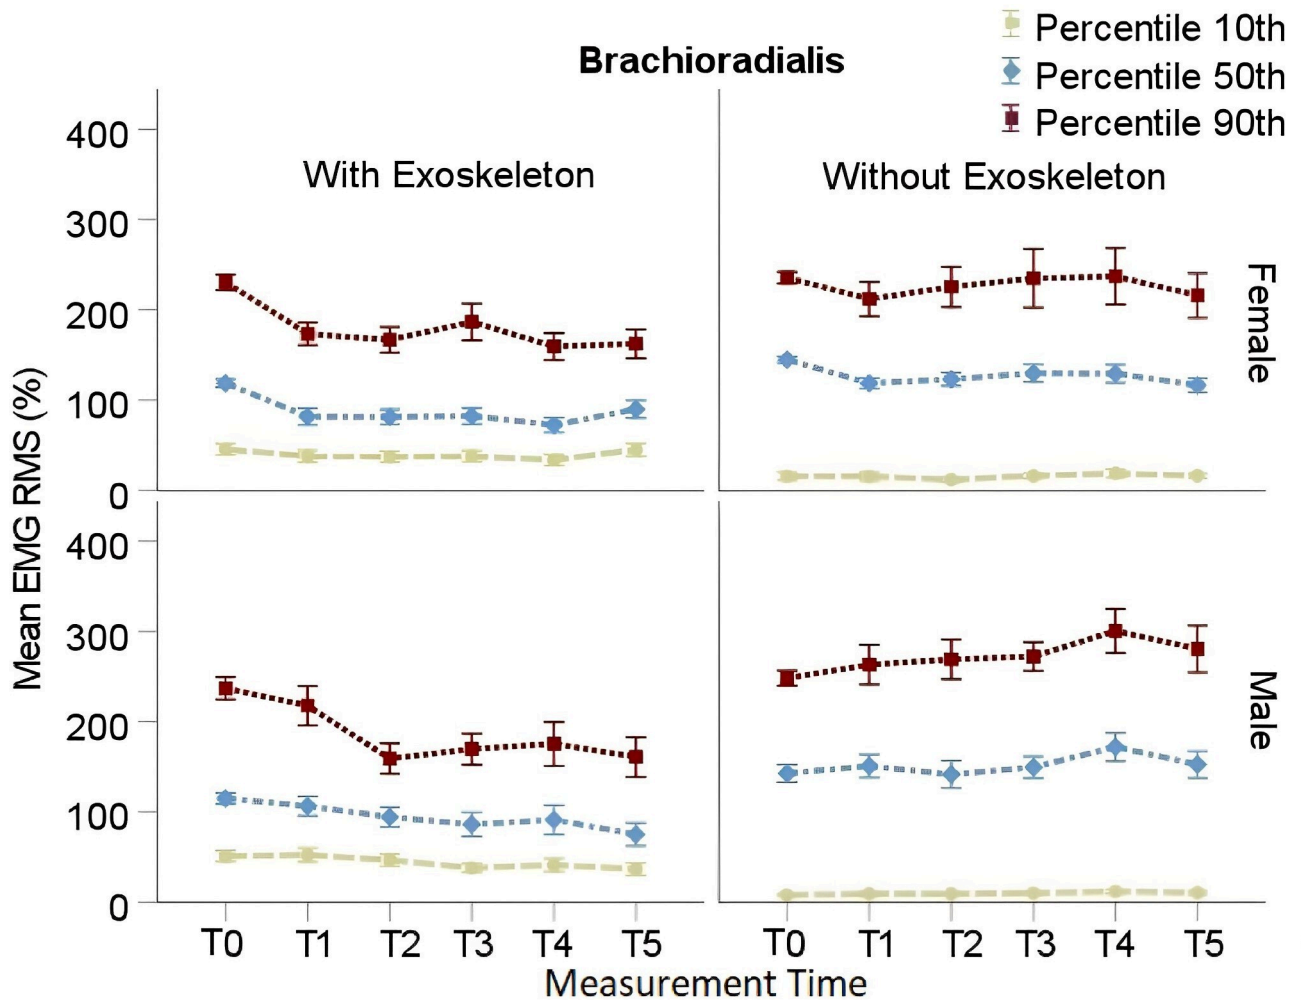 Percentile 10th
Percentile 50th
Percentile 90th
Brachioradialis
With Exoskeleton
Without Exoskeleton
Mean EMG RMS (%)
400
300
200
100
0
Female
400
300
200
100
0
Male
T0 T1 T2 T3 T4 T5 T0 T1 T2 T3 T4 T5
Measurement Time